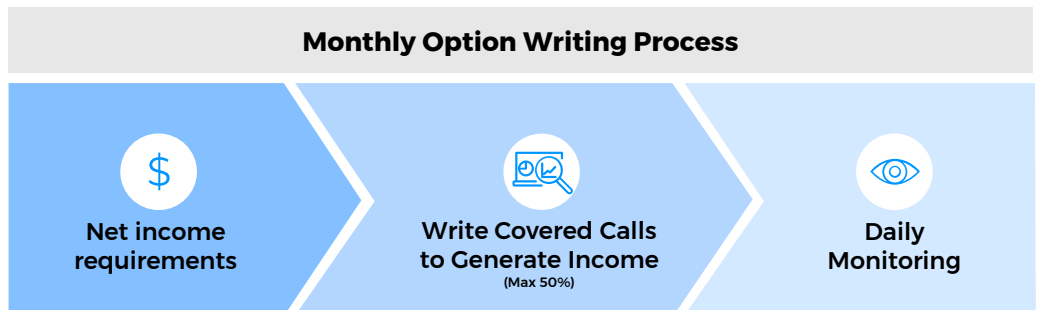 Monthly Option Writing Process
$
Net income
requirements
Write Covered Calls
to Generate Income
(Max 50%)
Daily
Monitoring